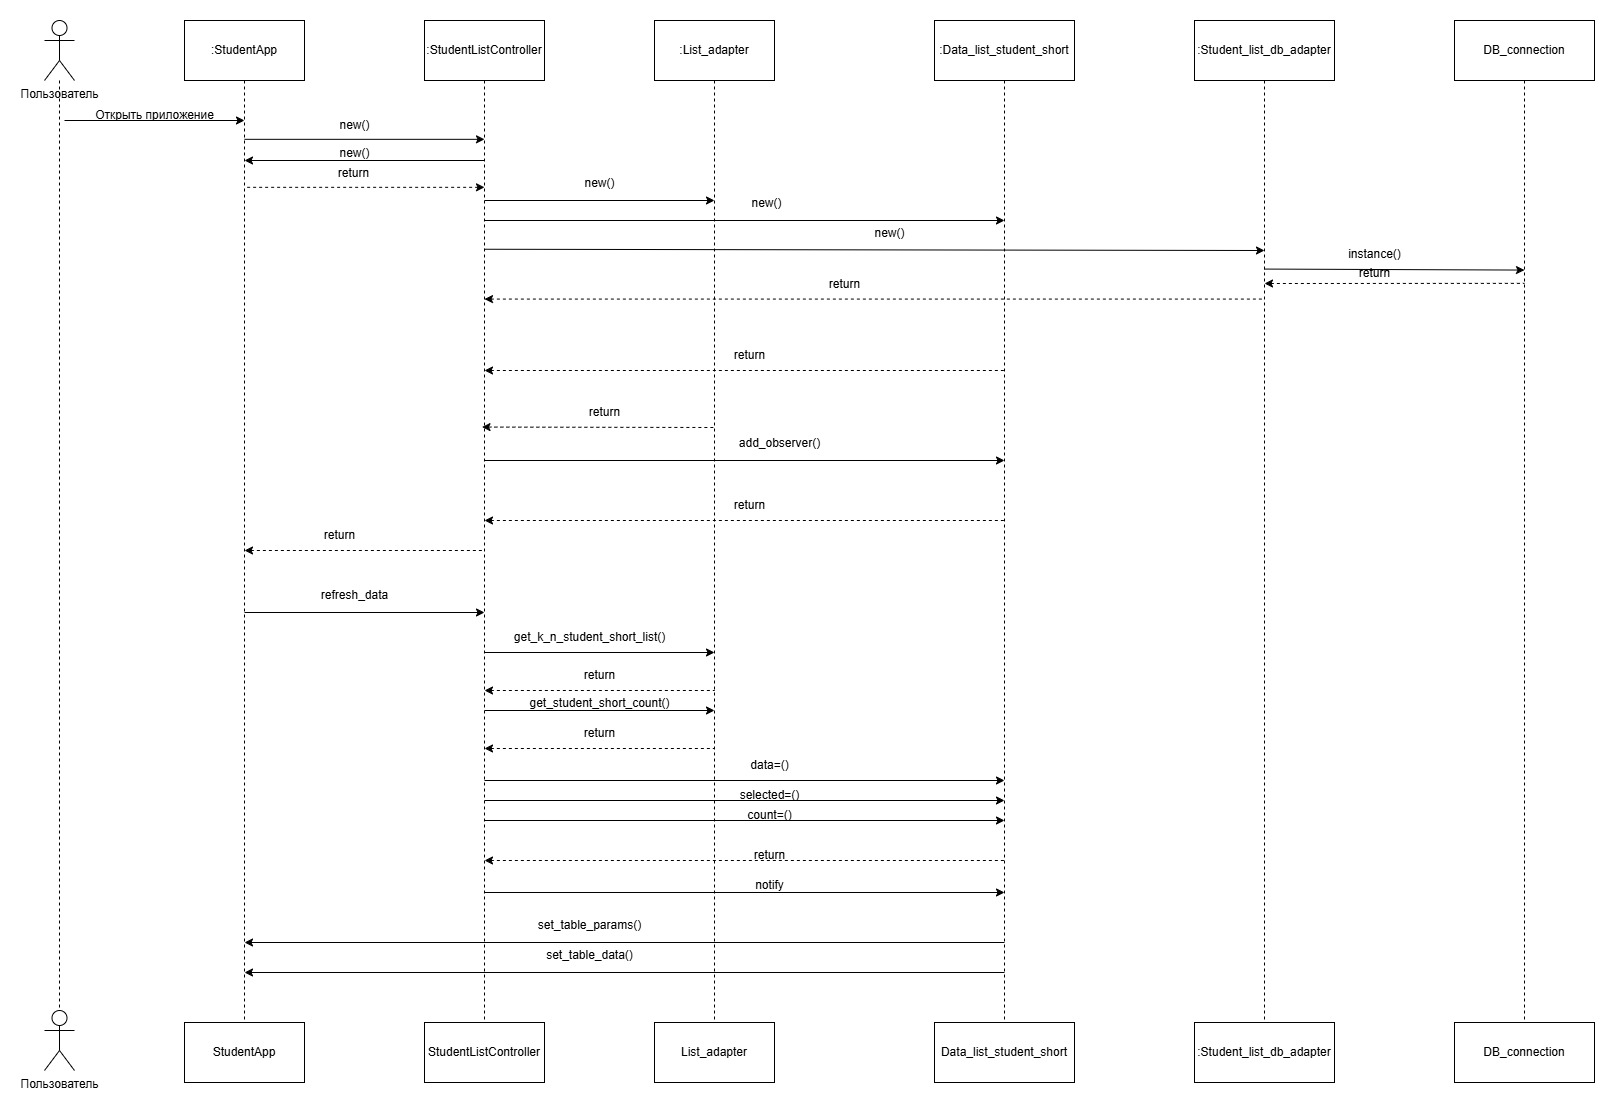 :StudentApp
:StudentListController
:List_adapter
:Data_list_student_short
:Student_list_db_adapter
DB_connection
Пользователь
Открыть приложение
new()
new()
return
new()
new()
new()
instance()
return
return
return
return
add_observer()
return
return
refresh_data
get_k_n_student_short_list()
return
get_student_short_count()
return
data=()
selected=()
count=()
return
notify
set_table_params()
set_table_data()
StudentApp
StudentListController
List_adapter
Data_list_student_short
:Student_list_db_adapter
DB_connection
Пользователь